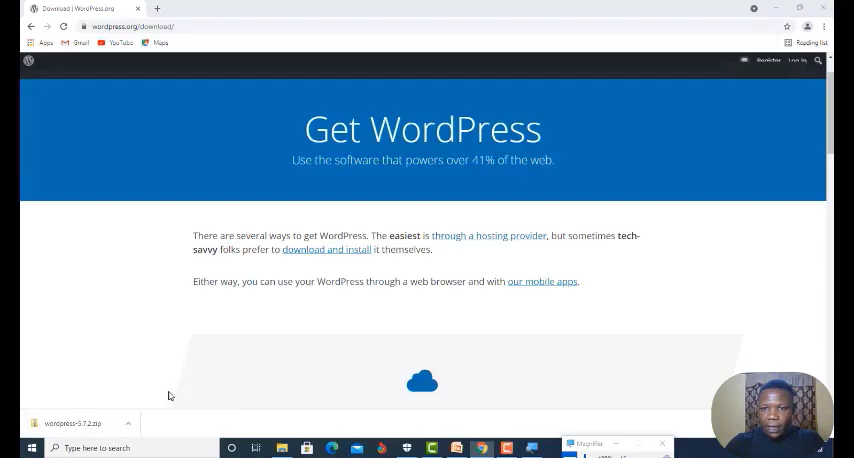 Download | WordPress.org
wordpress.org/download/
Apps Gmail YouTube Maps Reading list
Register Log In
Get WordPress
Use the software that powers over 41% of the web.
There are several ways to get WordPress. The easiest is through a hosting provider, but sometimes tech-
savvy folks prefer to download and install it themselves.
Either way, you can use your WordPress through a web browser and with our mobile apps.
wordpress-5.7.2.zip
Type here to search
Magnifier